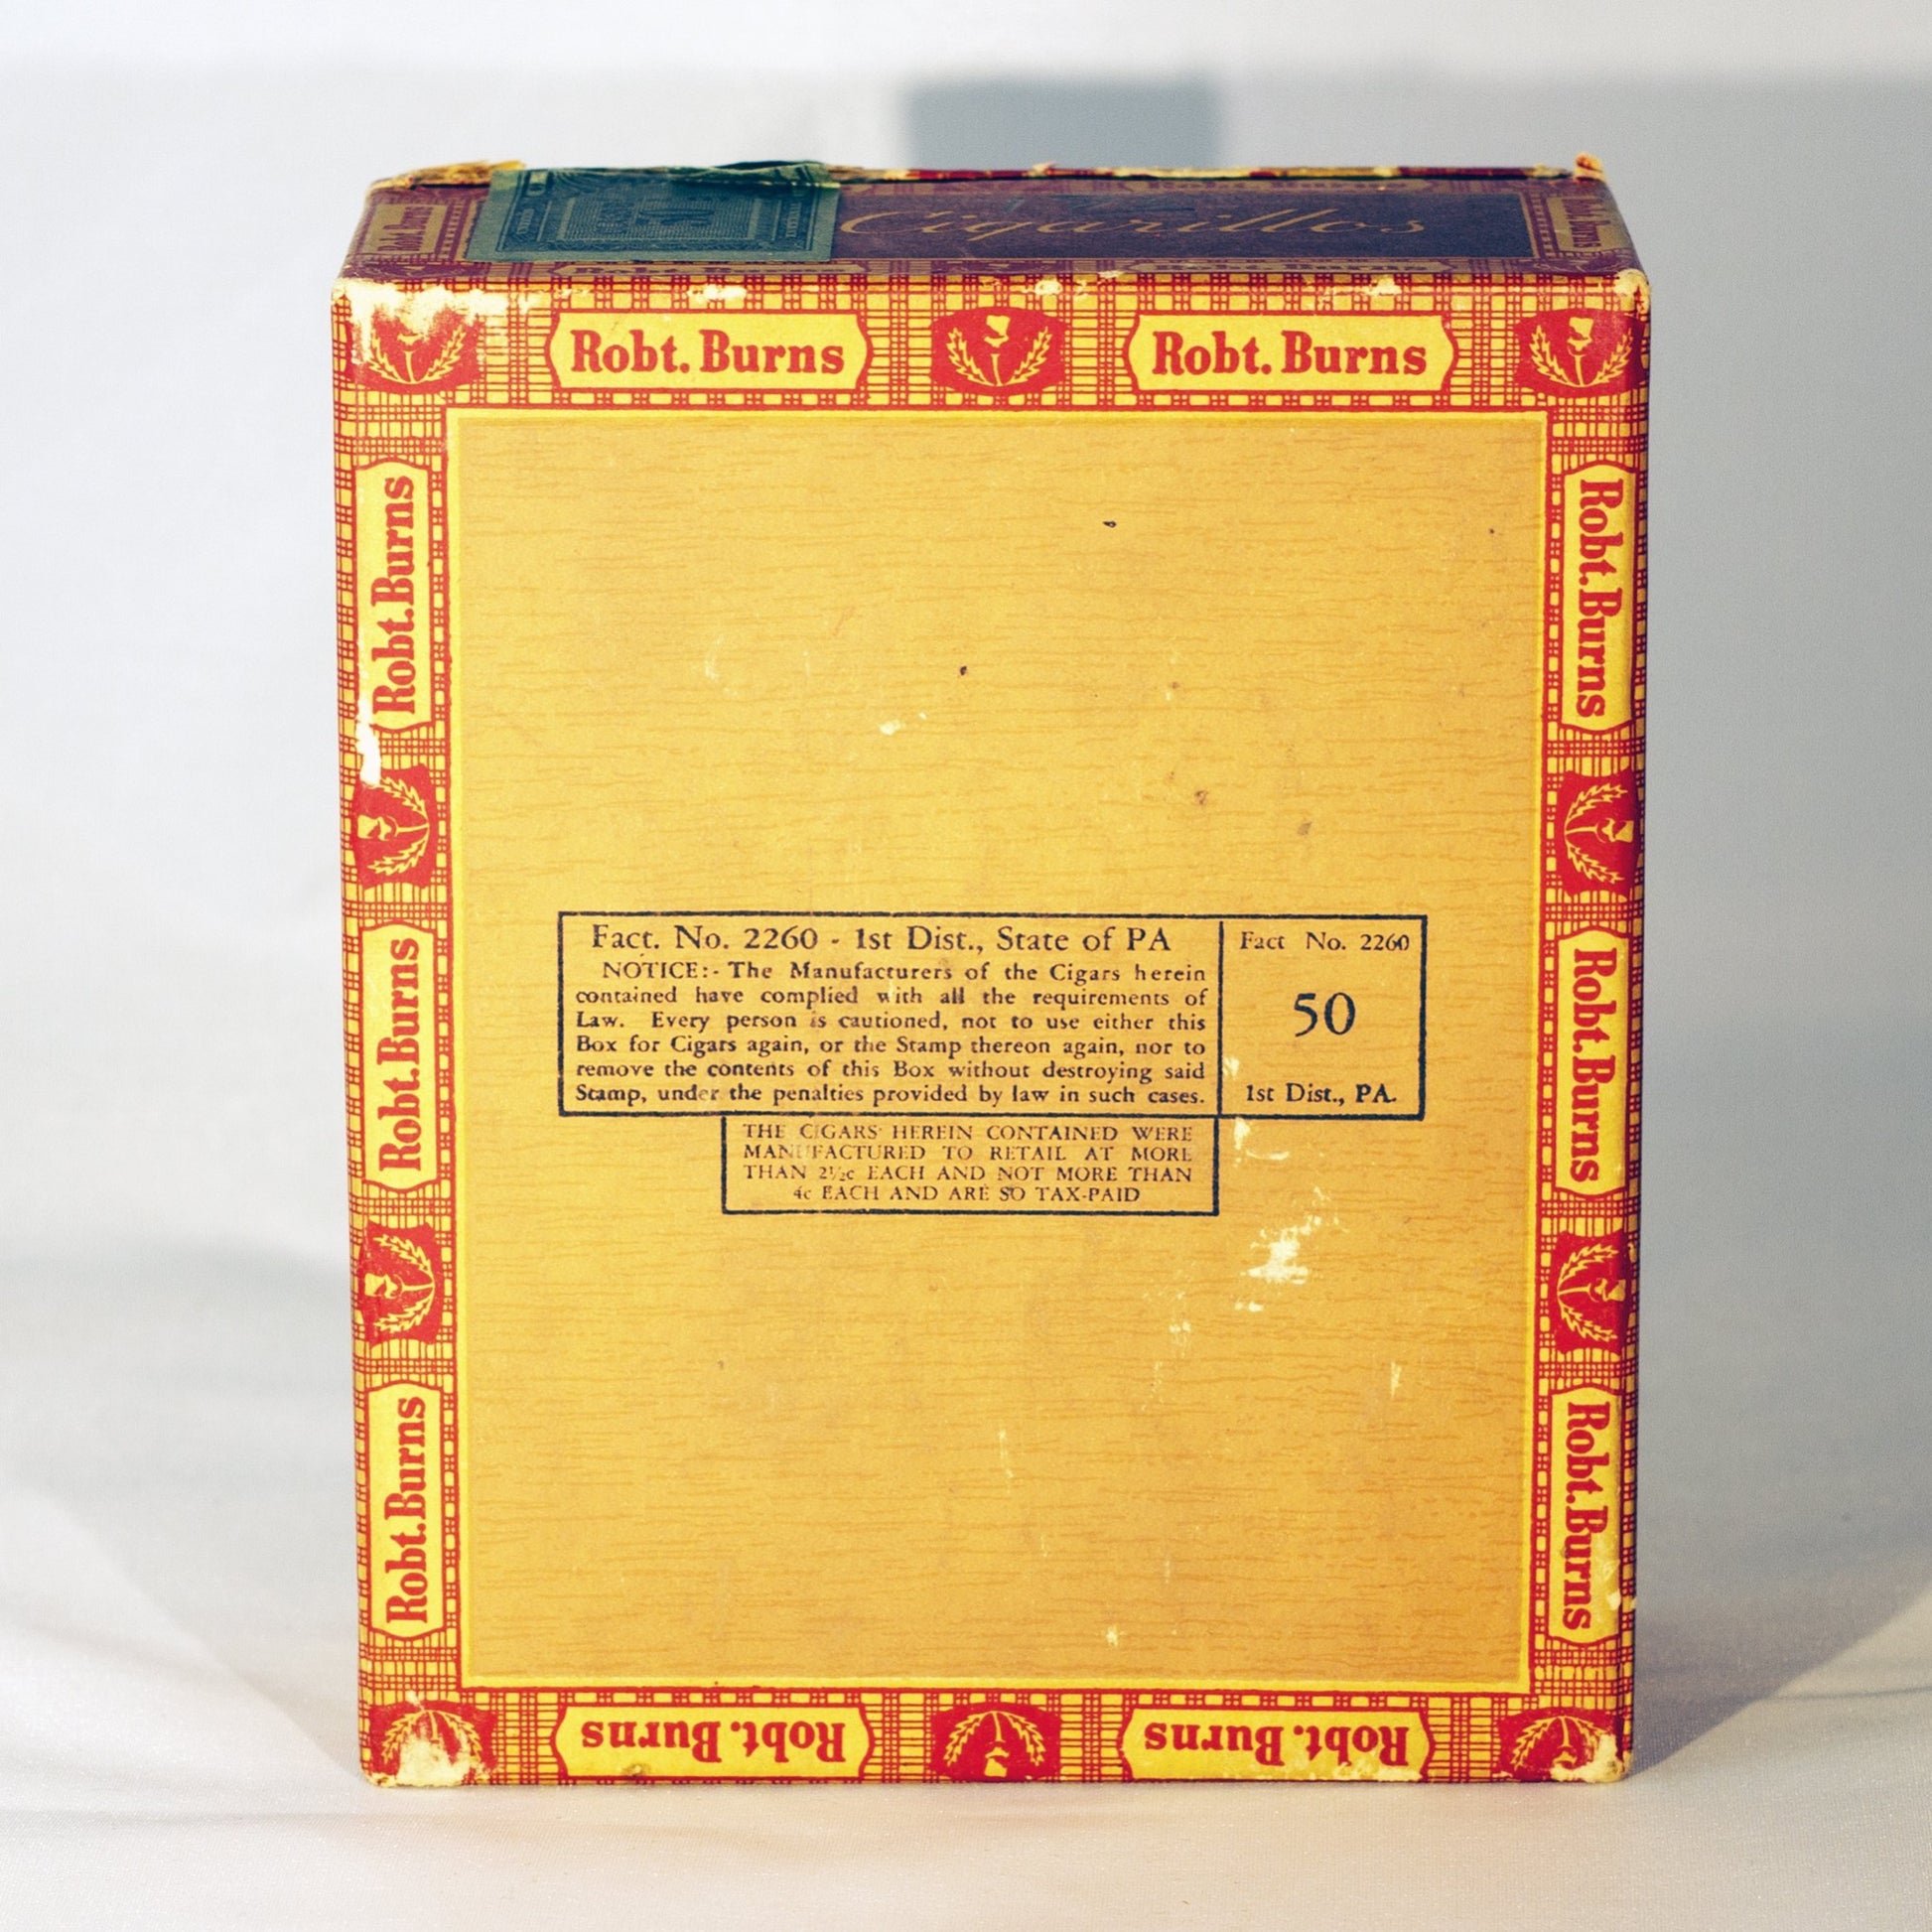 Cigarillos
Robt. Burns
Robt. Burns
Robt. Burns
Robt. Burns
Robt. Burns
Robt. Burns
Robt. Burns
Robt. Burns
Fact. No. 2260 - 1st Dist., State of PA
NOTICE:- The Manufacturers of the Cigars herein
contained have complied with all the requirements of
Law. Every person is cautioned, not to use either this
Box for Cigars again, or the Stamp thereon again, nor to
remove the contents of this Box without destroying said
Stamp, under the penalties provided by law in such cases.
Fact No. 2260
50
1st Dist., PA.
THE CIGARS HEREIN CONTAINED WERE
MANUFACTURED TO RETAIL AT MORE
THAN 2½c EACH AND NOT MORE THAN
4c EACH AND ARE SO TAX-PAID
Robt. Burns
Robt. Burns